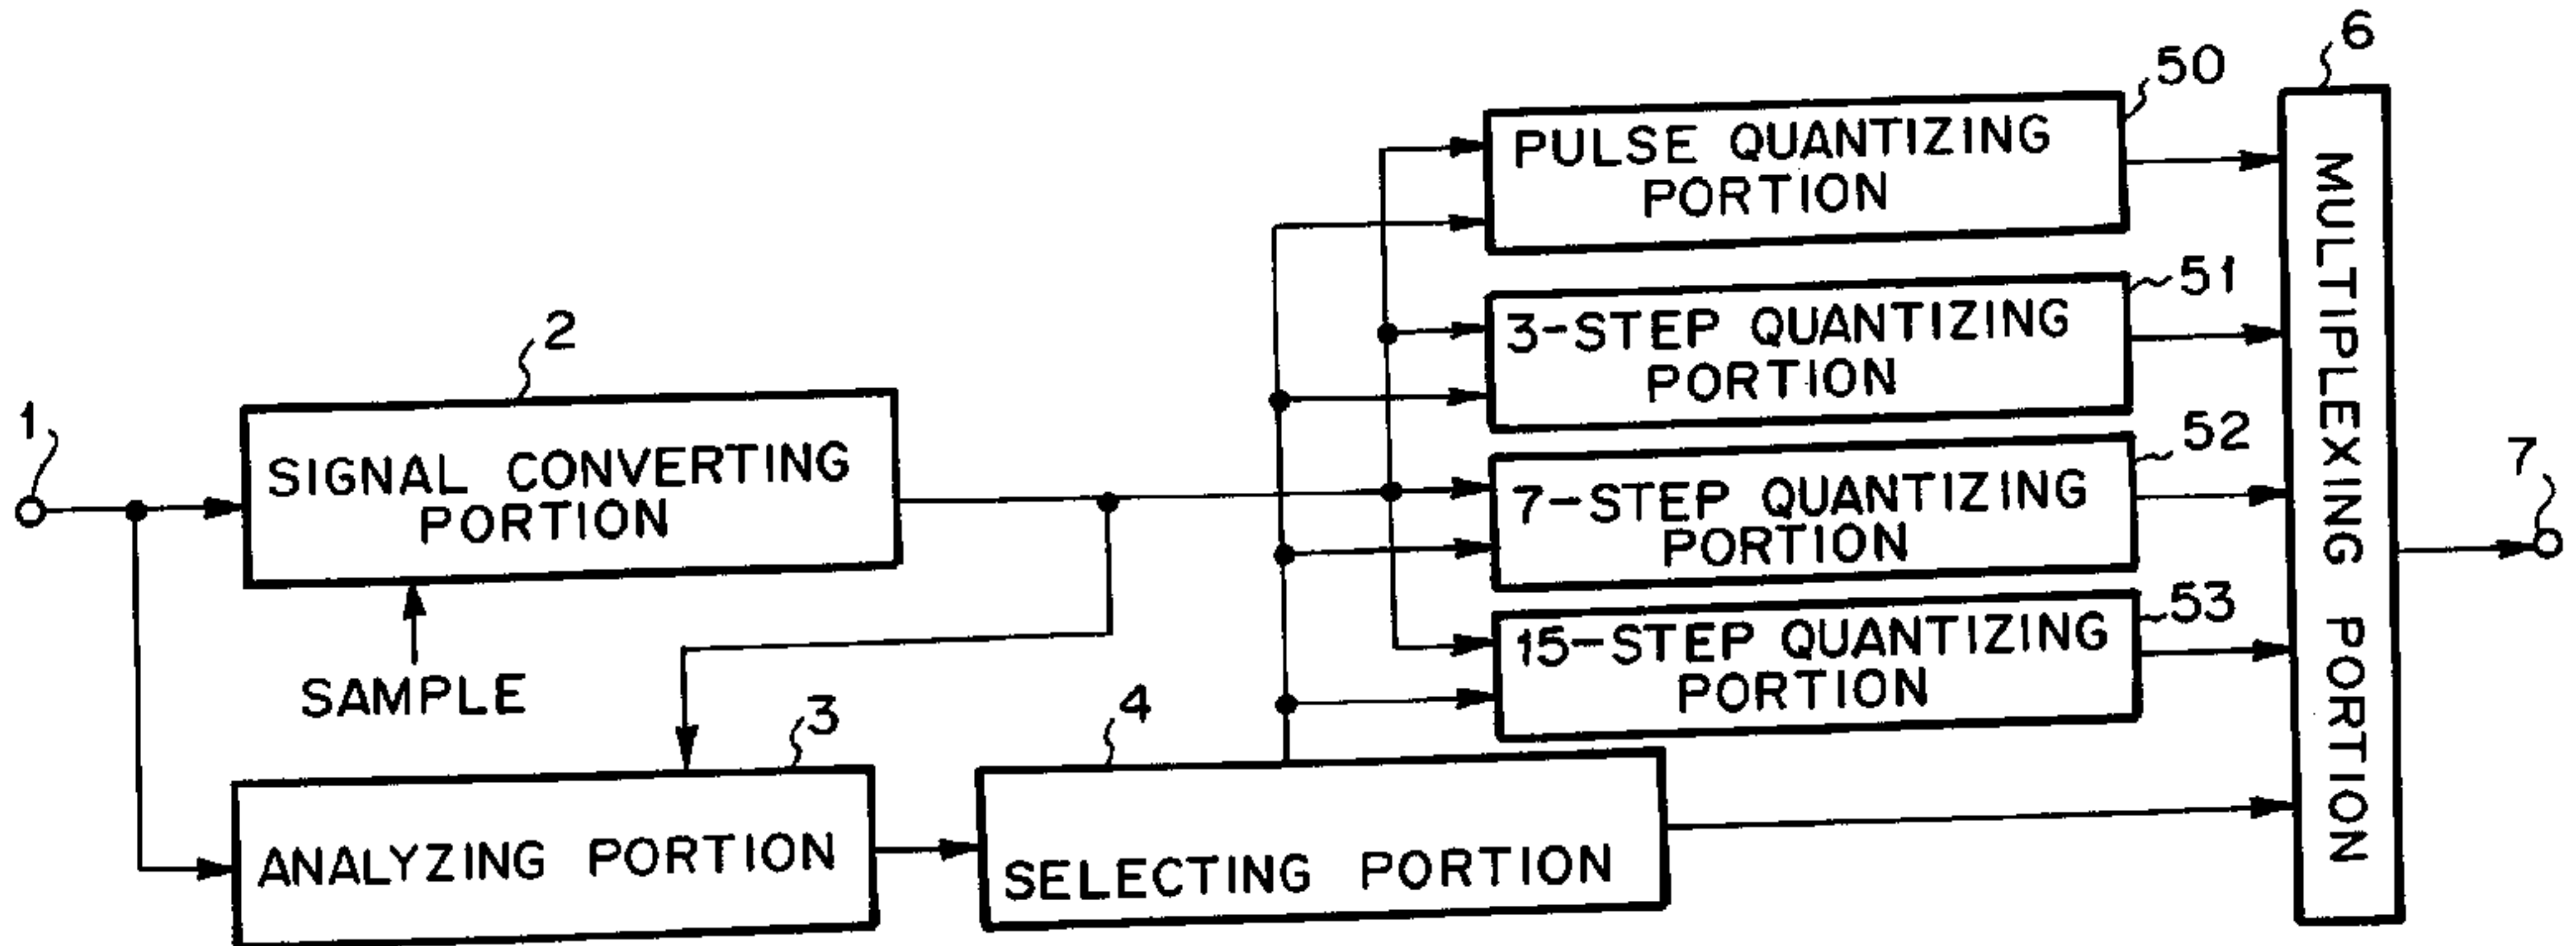 1
2
SIGNAL CONVERTING
PORTION
SAMPLE
3
ANALYZING PORTION
4
SELECTING PORTION
50
PULSE QUANTIZING
PORTION
51
3-STEP QUANTIZING
PORTION
52
7-STEP QUANTIZING
PORTION
53
15-STEP QUANTIZING
PORTION
6
MULTIPLEXING PORTION
7